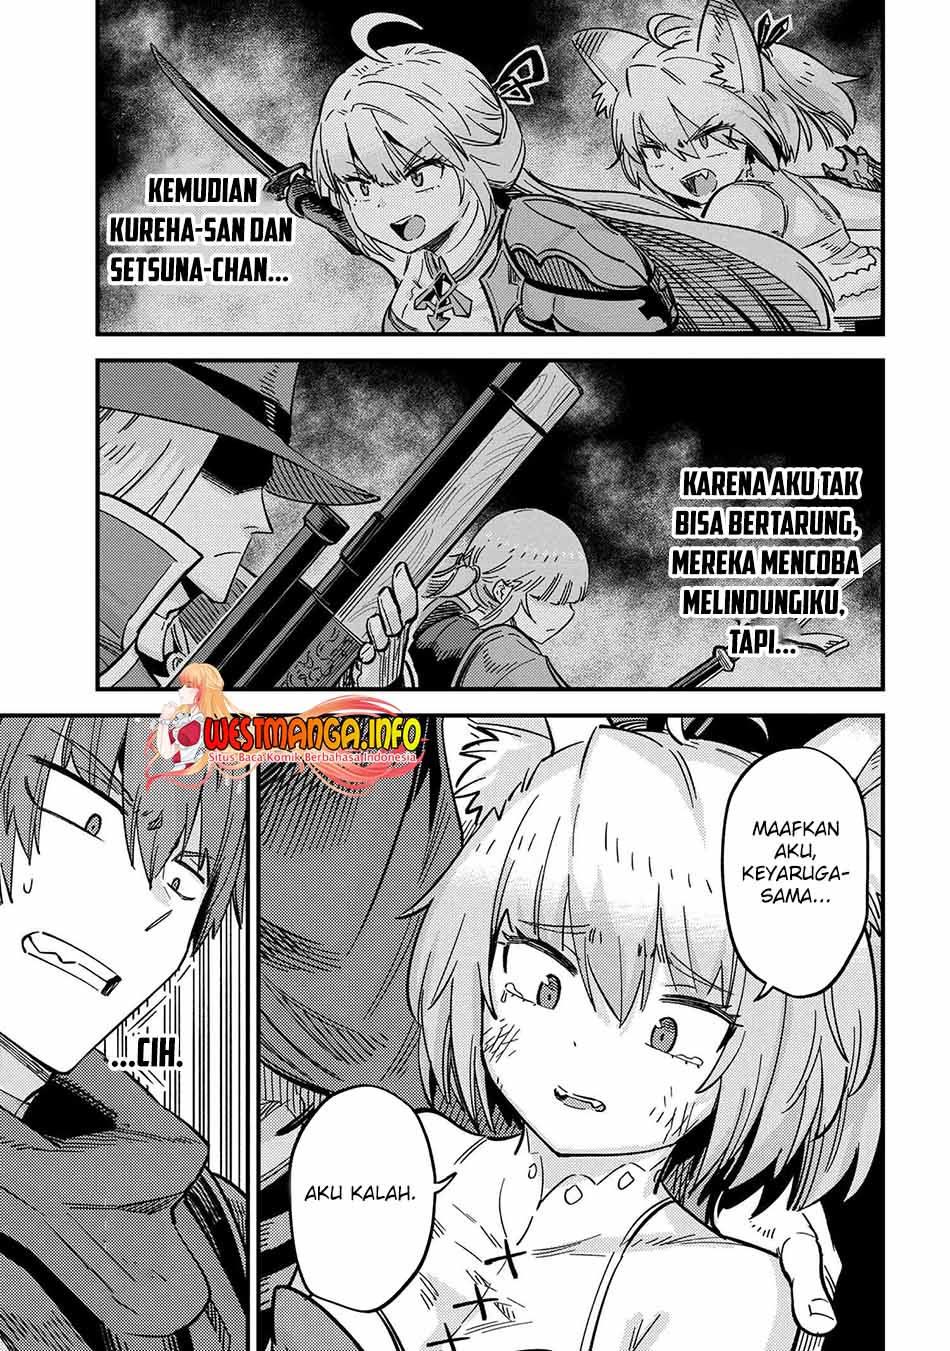 KEMUDIAN
KUREHA-SAN DAN
SETSUNA-CHAN...
KARENA AKU TAK
BISA BERTARUNG,
MEREKA MENCOBA
MELINDUNGIKU,
TAPI...
WESTMANGA.INFO
Situs Baca Komik Berbahasa Indonesia
MAAFKAN
AKU,
KEYARUGA-
SAMA...
...CIH.
AKU KALAH.